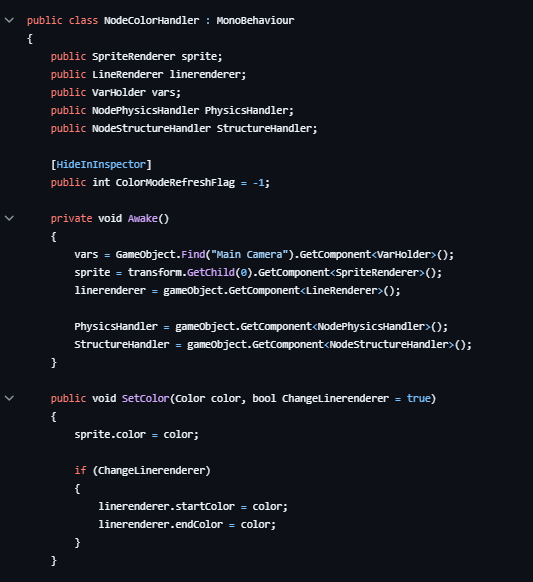 public class NodeColorHandler : MonoBehaviour
{
    public SpriteRenderer sprite;
    public LineRenderer linerenderer;
    public VarHolder vars;
    public NodePhysicsHandler PhysicsHandler;
    public NodeStructureHandler StructureHandler;

    [HideInInspector]
    public int ColorModeRefreshFlag = -1;

    private void Awake()
    {
        vars = GameObject.Find("Main Camera").GetComponent<VarHolder>();
        sprite = transform.GetChild(0).GetComponent<SpriteRenderer>();
        linerenderer = gameObject.GetComponent<LineRenderer>();

        PhysicsHandler = gameObject.GetComponent<NodePhysicsHandler>();
        StructureHandler = gameObject.GetComponent<NodeStructureHandler>();
    }

    public void SetColor(Color color, bool ChangeLinerenderer = true)
    {
        sprite.color = color;

        if (ChangeLinerenderer)
        {
            linerenderer.startColor = color;
            linerenderer.endColor = color;
        }
    }